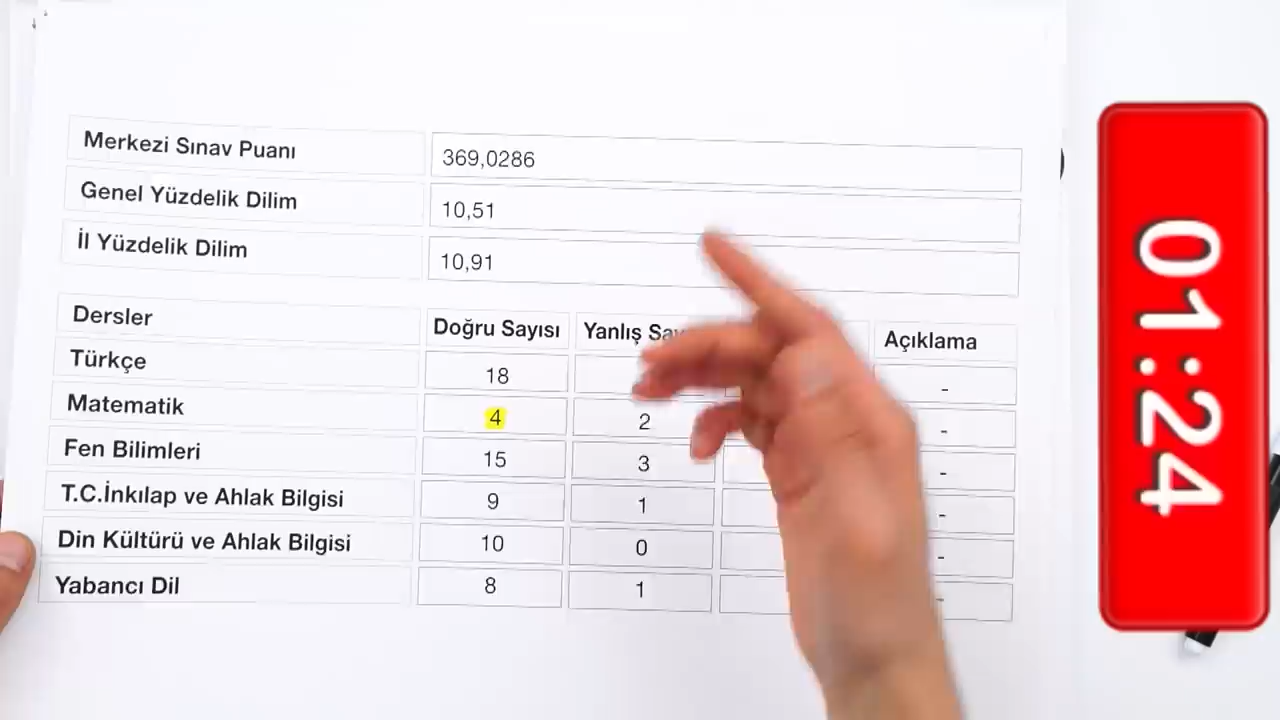 Merkezi Sınav Puanı 369,0286
Genel Yüzdelik Dilim 10,51
İl Yüzdelik Dilim 10,91
Dersler Doğru Sayısı Yanlış Açıklama
Türkçe 18 -
Matematik 4 2 -
Fen Bilimleri 15 3 -
T.C.İnkılap ve Ahlak Bilgisi 9 1 -
Din Kültürü ve Ahlak Bilgisi 10 0 -
Yabancı Dil 8 1 -
01:24